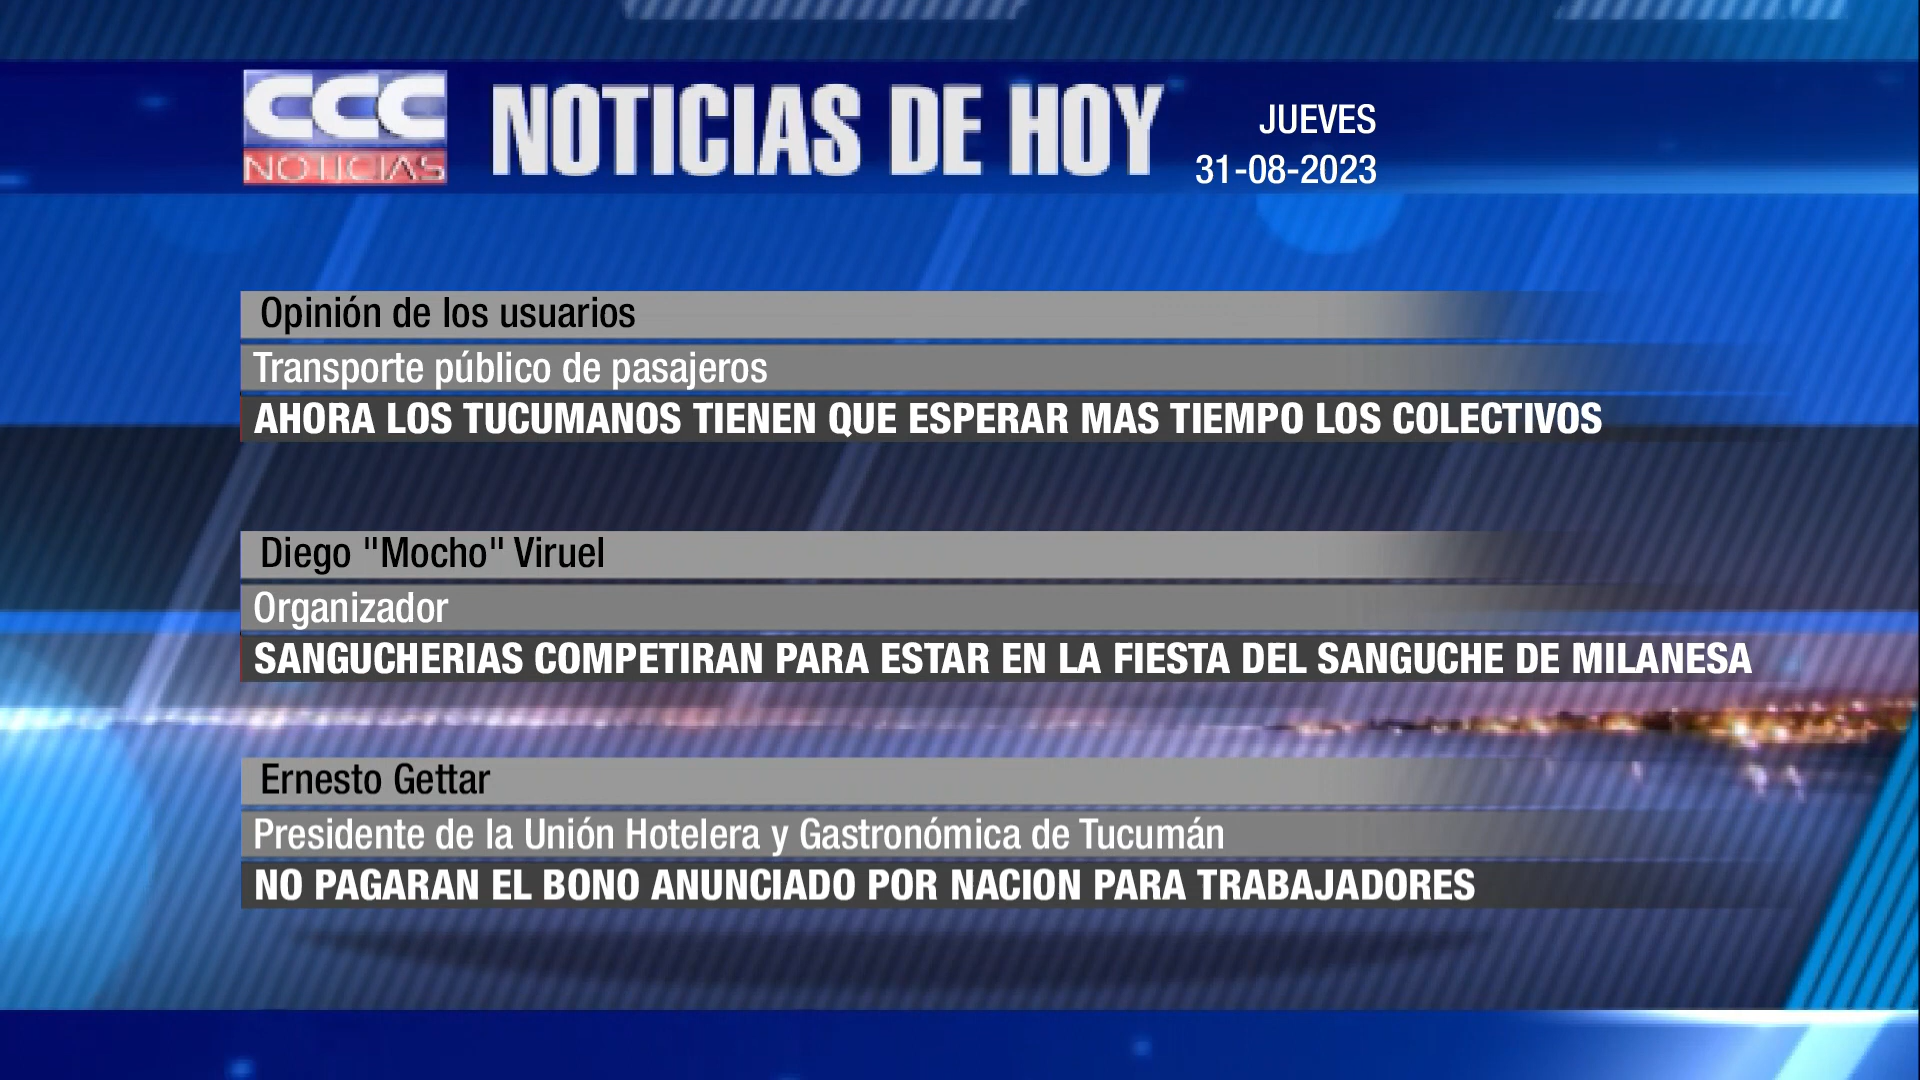 CCC
NOTICIAS
NOTICIAS DE HOY
JUEVES
31-08-2023
Opinión de los usuarios
Transporte público de pasajeros
AHORA LOS TUCUMANOS TIENEN QUE ESPERAR MAS TIEMPO LOS COLECTIVOS
Diego "Mocho" Viruel
Organizador
SANGUCHERIAS COMPETIRAN PARA ESTAR EN LA FIESTA DEL SANGUCHE DE MILANESA
Ernesto Gettar
Presidente de la Unión Hotelera y Gastronómica de Tucumán
NO PAGARAN EL BONO ANUNCIADO POR NACION PARA TRABAJADORES